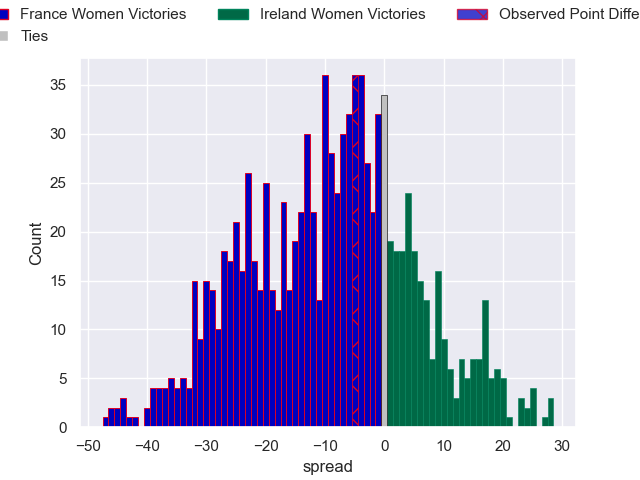 France Women Victories Ireland Women Victories Observed Point Diffe
Ties
35
30
25
20
15
10
5
0
Count
−50 −40 −30 −20 −10 0 10 20 30
spread